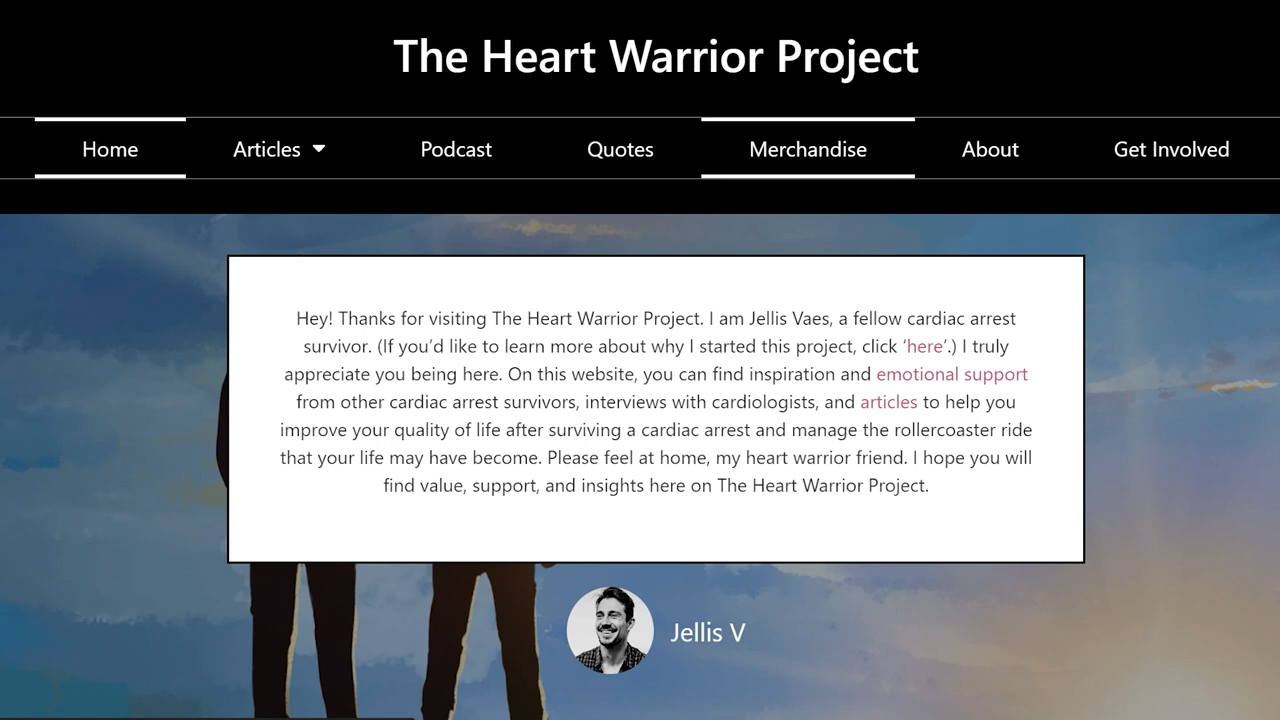 The Heart Warrior Project
Home Articles Podcast Quotes Merchandise About Get Involved
Hey! Thanks for visiting The Heart Warrior Project. I am Jellis Vaes, a fellow cardiac arrest
survivor. (If you’d like to learn more about why I started this project, click ‘here’.) I truly
appreciate you being here. On this website, you can find inspiration and emotional support
from other cardiac arrest survivors, interviews with cardiologists, and articles to help you
improve your quality of life after surviving a cardiac arrest and manage the rollercoaster ride
that your life may have become. Please feel at home, my heart warrior friend. I hope you will
find value, support, and insights here on The Heart Warrior Project.
Jellis V